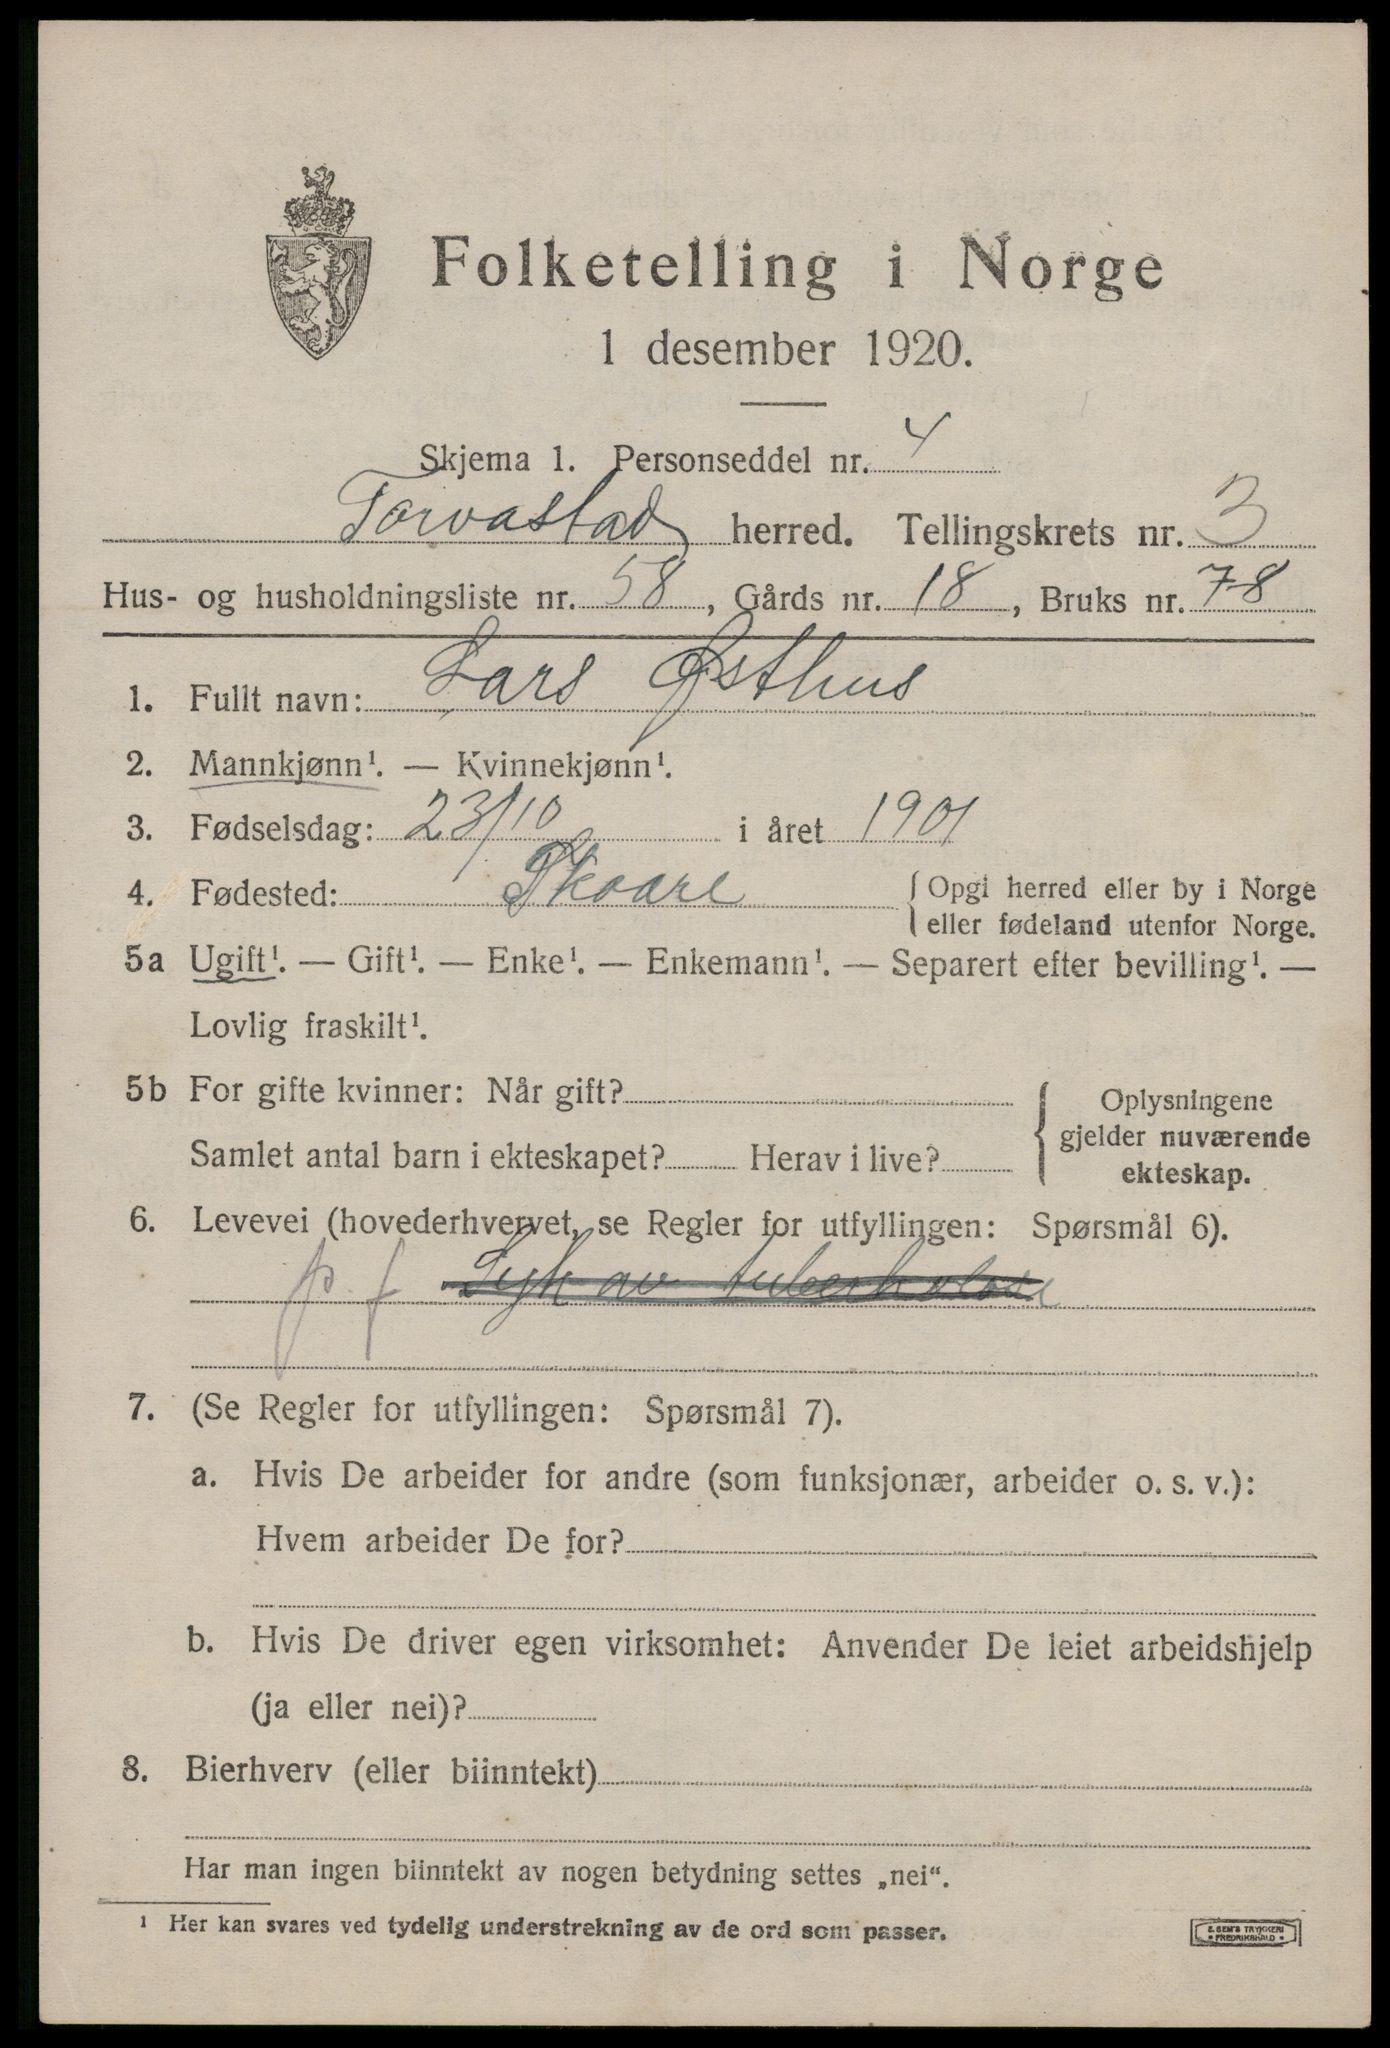 Folketelling i Norge
1 desember 1920.
Skjema 1. Personseddel nr. 4
Torvastad herred. Tellingskrets nr. 3
Hus- og husholdningsliste nr. 58, Gårds nr. 18, Bruks nr. 78
1. Fullt navn: Lars Østhus
2. Mannkjønn¹. — Kvinnekjønn¹.
3. Fødselsdag: 23/10 i året 1901
4. Fødested: Skaare { Opgi herred eller by i Norge
eller fødeland utenfor Norge.
5a Ugift¹. — Gift¹. — Enke¹. — Enkemann¹. — Separert efter bevilling¹. —
Lovlig fraskilt¹.
5b For gifte kvinner: Når gift?
Samlet antal barn i ekteskapet? Herav i live?
{ Oplysningene
gjelder nuværende
ekteskap.
6. Levevei (hovederhvervet, se Regler for utfyllingen: Spørsmål 6).
p f Syk av tuberkulose
7. (Se Regler for utfyllingen: Spørsmål 7).
a. Hvis De arbeider for andre (som funksjonær, arbeider o. s. v.):
Hvem arbeider De for?
b. Hvis De driver egen virksomhet: Anvender De leiet arbeidshjelp
(ja eller nei)?
8. Bierhverv (eller biinntekt)
Har man ingen biinntekt av nogen betydning settes „nei“.
¹ Her kan svares ved tydelig understrekning av de ord som passer.
E. SEM'S TRYKKERI
• FREDRIKSHALD •